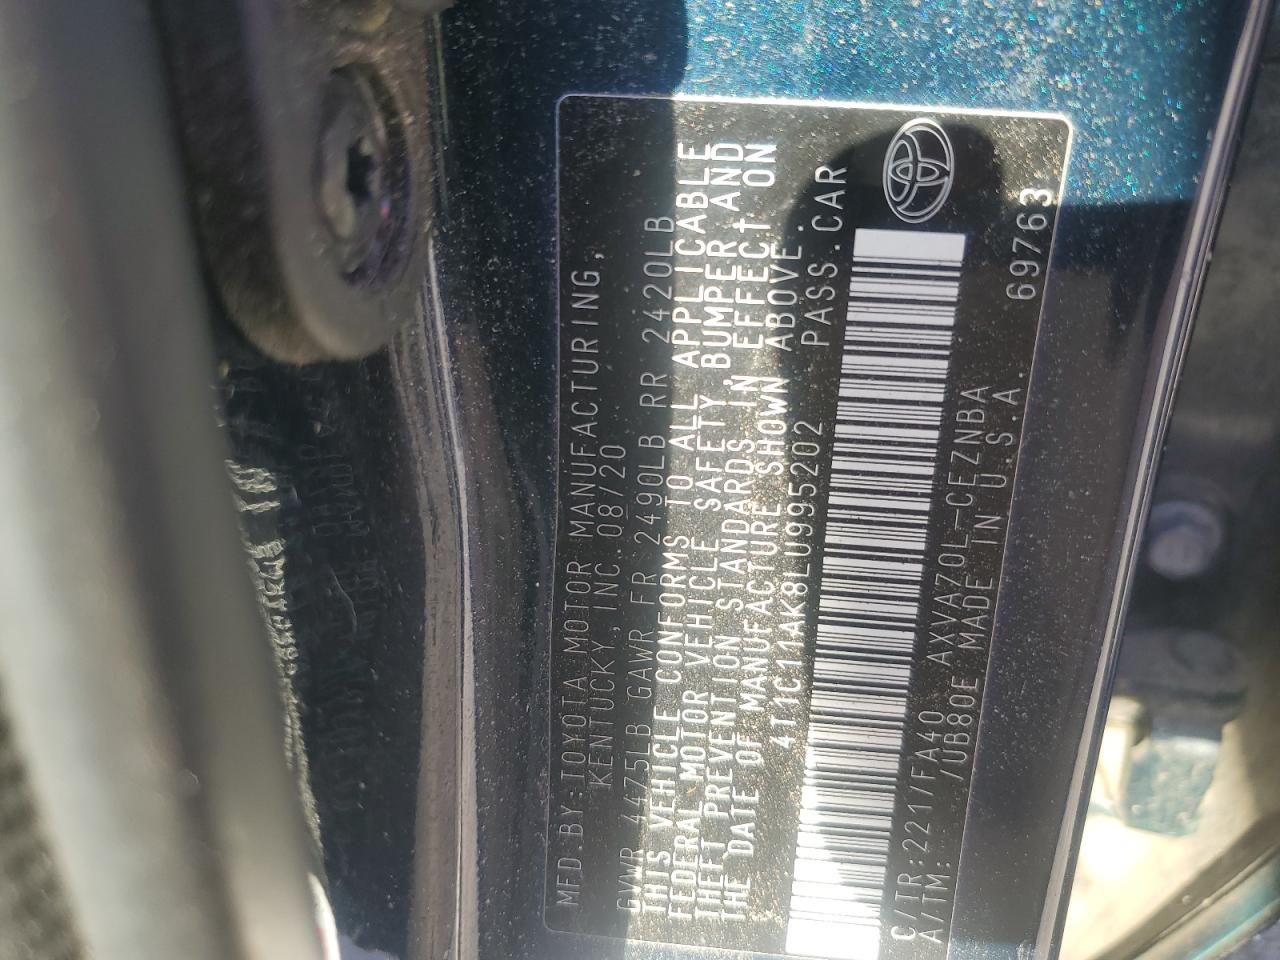 MFD.BY:TOYOTA MOTOR MANUFACTURING,
KENTUCKY,INC.08/20
GVWR 4475LB GAWR FR 2490LB RR 2420LB
THIS VEHICLE CONFORMS TO ALL APPLICABLE
FEDERAL MOTOR VEHICLE SAFETY, BUMPER,AND
THEFT PREVENTION STANDARDS IN EFFECT ON
THE DATE OF MANUFACTURE SHOWN ABOVE.
4T1C11AK8LU995202 PASS.CAR
C/TR:221/FA40 AXVA70L-CEZNBA
A/TM: /UB80E MADE IN U.S.A.
69763